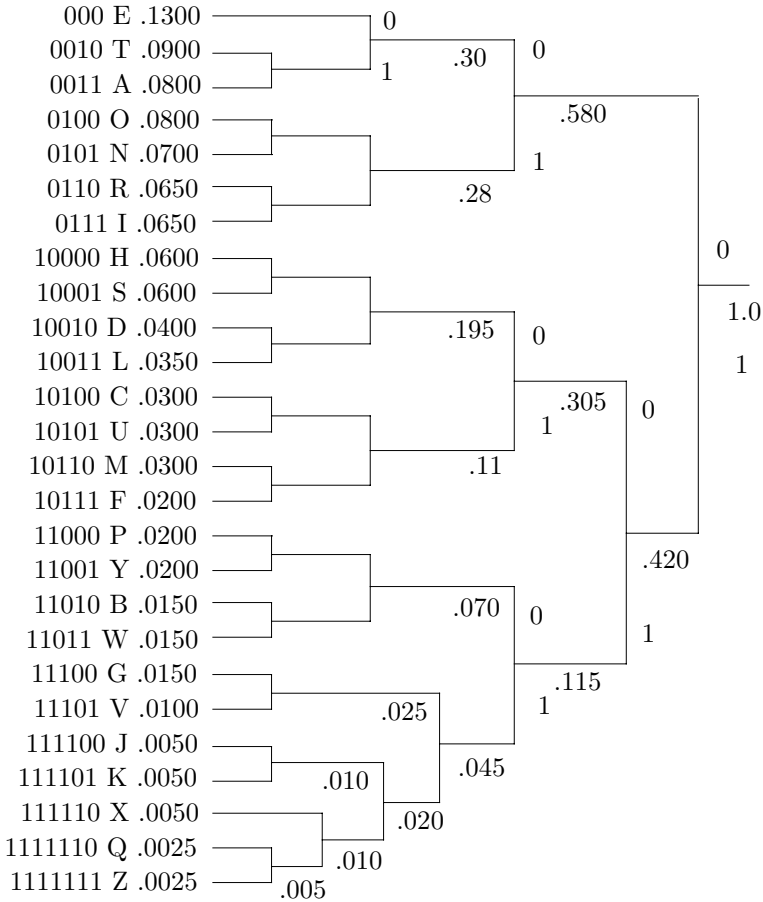 000 E .1300
0010 T .0900
0011 A .0800
0100 O .0800
0101 N .0700
0110 R .0650
0111 I .0650
10000 H .0600
10001 S .0600
10010 D .0400
10011 L .0350
10100 C .0300
10101 U .0300
10110 M .0300
10111 F .0200
11000 P .0200
11001 Y .0200
11010 B .0150
11011 W .0150
11100 G .0150
11101 V .0100
111100 J .0050
111101 K .0050
111110 X .0050
1111110 Q .0025
1111111 Z .0025
0
1
.30
.28
0
1
.580
.195
.11
0
1
.305
.070
.025
.010
.005
.010
.020
.045
0
1
.115
0
1
.420
0
1.0
1